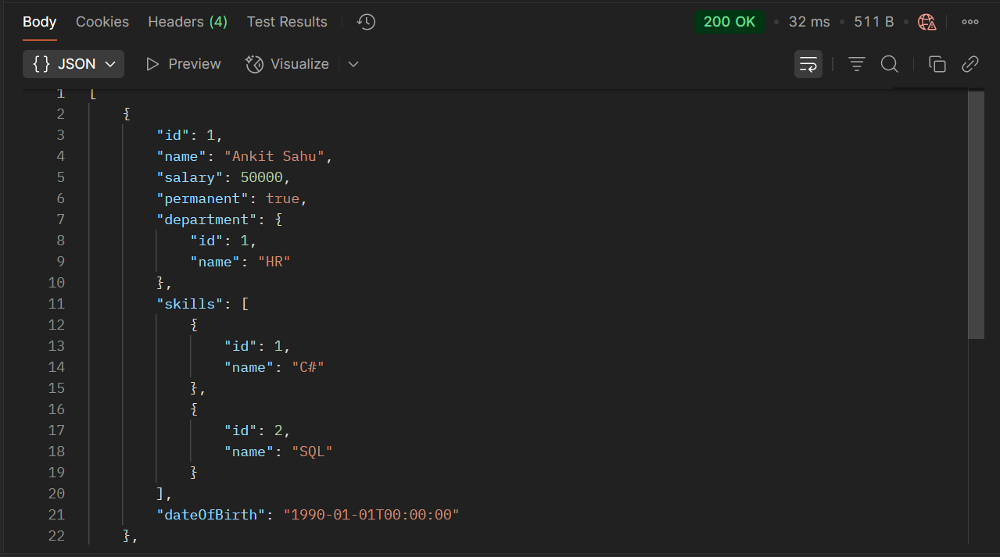 Body Cookies Headers (4) Test Results 200 OK • 32 ms • 511 B •
{} JSON Preview Visualize
1 [
2 {
3 "id": 1,
4 "name": "Ankit Sahu",
5 "salary": 50000,
6 "permanent": true,
7 "department": {
8 "id": 1,
9 "name": "HR"
10 },
11 "skills": [
12 {
13 "id": 1,
14 "name": "C#"
15 },
16 {
17 "id": 2,
18 "name": "SQL"
19 }
20 ],
21 "dateOfBirth": "1990-01-01T00:00:00"
22 },